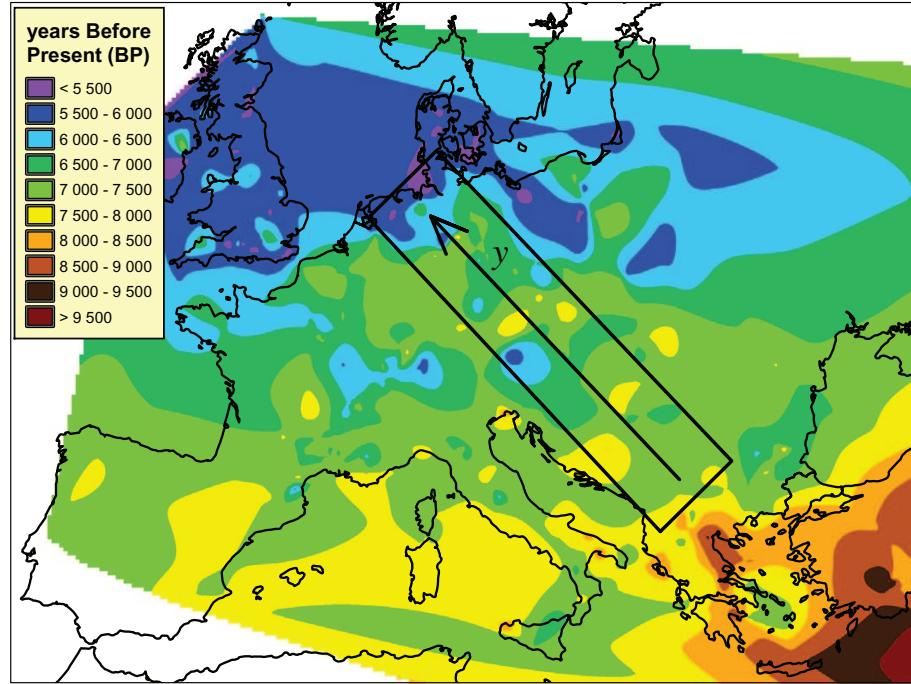 years Before
Present (BP)
< 5 500
5 500 - 6 000
6 000 - 6 500
6 500 - 7 000
7 000 - 7 500
7 500 - 8 000
8 000 - 8 500
8 500 - 9 000
9 000 - 9 500
> 9 500
y